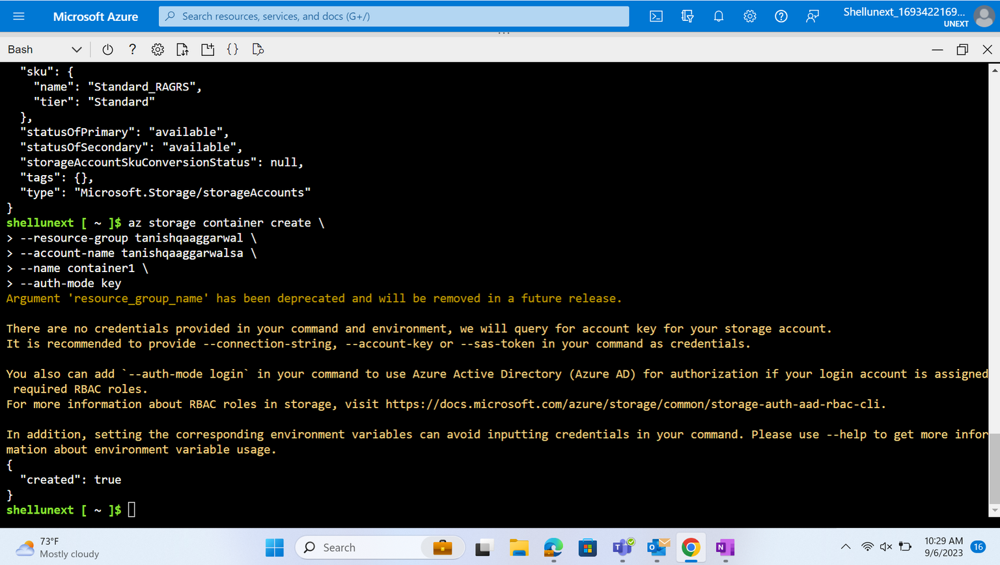 Microsoft Azure
Search resources, services, and docs (G+/)
Shellunext_1693422169...
UNEXT
Bash
"sku": {
"name": "Standard_RAGRS",
"tier": "Standard"
},
"statusOfPrimary": "available",
"statusOfSecondary": "available",
"storageAccountSkuConversionStatus": null,
"tags": {},
"type": "Microsoft.Storage/storageAccounts"
}
shellunext [ ~ ]$ az storage container create \
> --resource-group tanishqaaggarwal \
> --account-name tanishqaaggarwalsa \
> --name container1 \
> --auth-mode key
Argument 'resource_group_name' has been deprecated and will be removed in a future release.
There are no credentials provided in your command and environment, we will query for account key for your storage account.
It is recommended to provide --connection-string, --account-key or --sas-token in your command as credentials.
You also can add `--auth-mode login` in your command to use Azure Active Directory (Azure AD) for authorization if your login account is assigned
required RBAC roles.
For more information about RBAC roles in storage, visit https://docs.microsoft.com/azure/storage/common/storage-auth-aad-rbac-cli.
In addition, setting the corresponding environment variables can avoid inputting credentials in your command. Please use --help to get more infor
mation about environment variable usage.
{
"created": true
}
shellunext [ ~ ]$
73°F
Mostly cloudy
Search
10:29 AM
9/6/2023
16